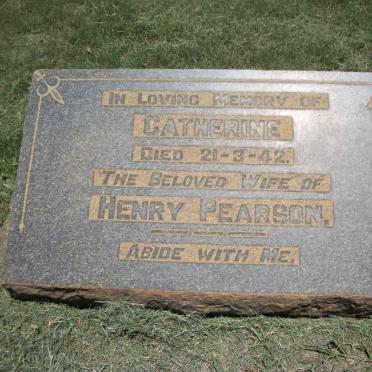 In Loving Memory of
Catherine
Died 21-3-42.
The Beloved Wife of
Henry Pearson,
Abide with Me.